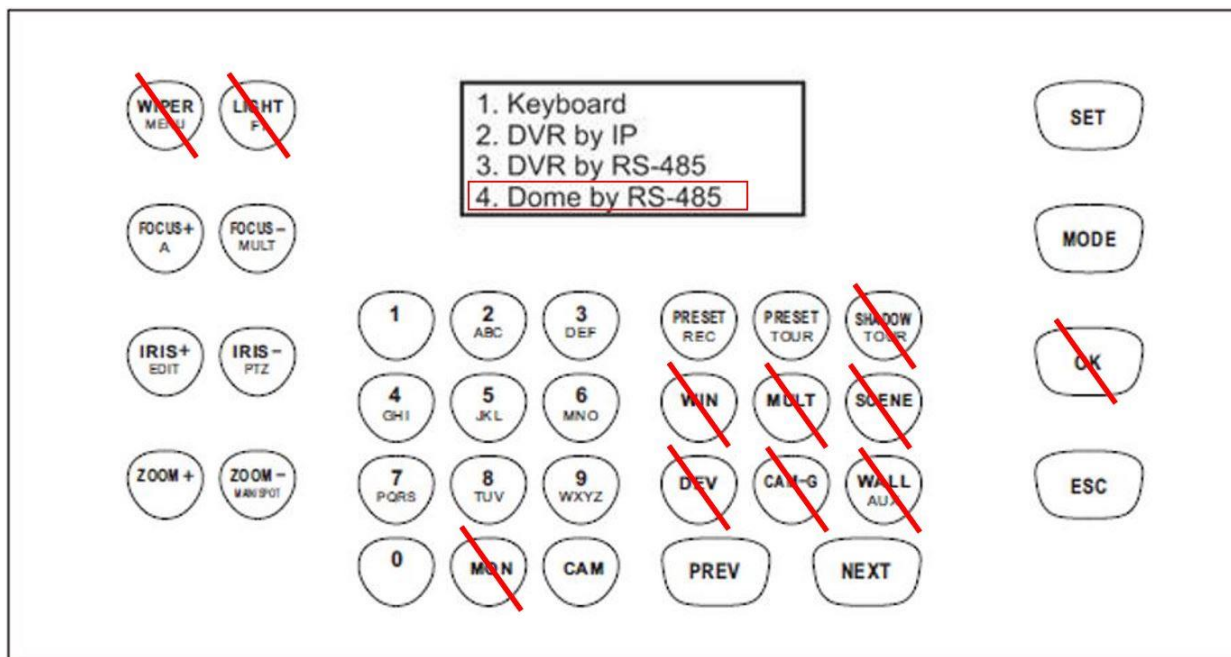 WIPER
MENU
LIGHT
F1
1. Keyboard
2. DVR by IP
3. DVR by RS-485
4. Dome by RS-485
SET
FOCUS+
A
FOCUS-
MULT
MODE
1
2
ABC
3
DEF
PRESET
REC
PRESET
TOUR
SHADOW
TOUR
IRIS+
EDIT
IRIS-
PTZ
OK
4
GHI
5
JKL
6
MNO
WIN
MULT
SCENE
ZOOM+
ZOOM-
MAIN/SPOT
7
PQRS
8
TUV
9
WXYZ
DEV
CAM-G
WALL
AUX
ESC
0
MON
CAM
PREV
NEXT